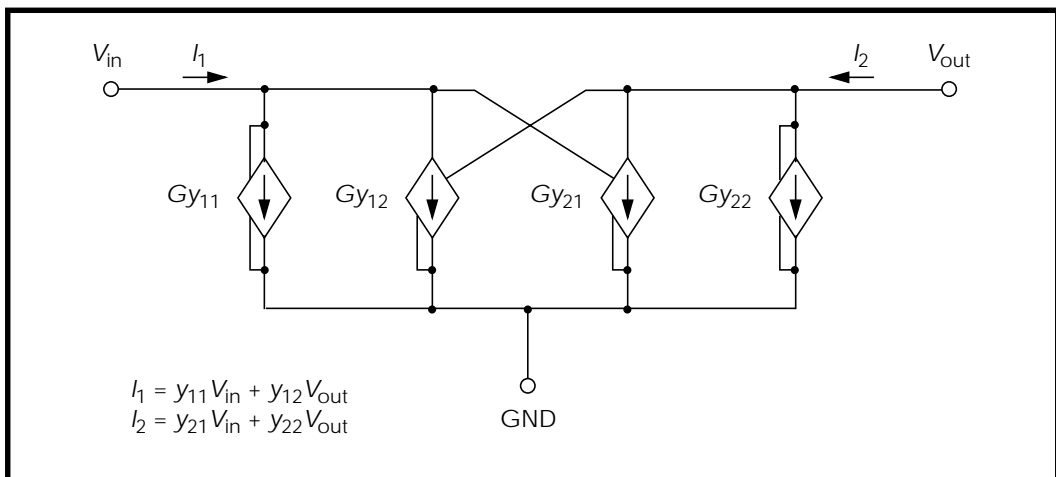 V_in I_1 I_2 V_out
Gy_11 Gy_12 Gy_21 Gy_22
I_1 = y_11 V_in + y_12 V_out
I_2 = y_21 V_in + y_22 V_out
GND